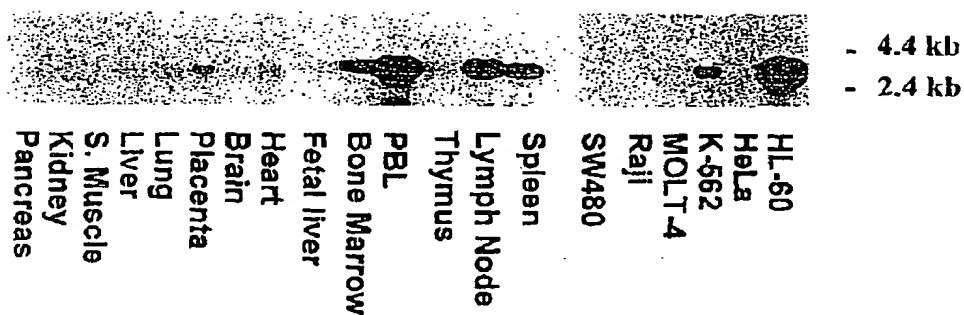 - 4.4 kb
- 2.4 kb
Pancreas
Kidney
S. Muscle
Liver
Lung
Placenta
Brain
Heart
Fetal liver
Bone Marrow
PBL
Thymus
Lymph Node
Spleen
SW480
Raji
MOLT-4
K-562
HeLa
HL-60